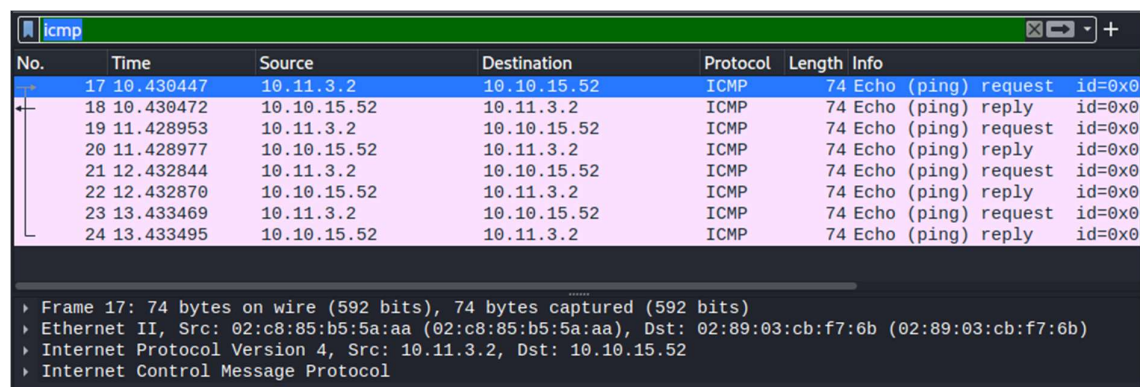 icmp
No. Time Source Destination Protocol Length Info
17 10.430447 10.11.3.2 10.10.15.52 ICMP 74 Echo (ping) request id=0x0
18 10.430472 10.10.15.52 10.11.3.2 ICMP 74 Echo (ping) reply id=0x0
19 11.428953 10.11.3.2 10.10.15.52 ICMP 74 Echo (ping) request id=0x0
20 11.428977 10.10.15.52 10.11.3.2 ICMP 74 Echo (ping) reply id=0x0
21 12.432844 10.11.3.2 10.10.15.52 ICMP 74 Echo (ping) request id=0x0
22 12.432870 10.10.15.52 10.11.3.2 ICMP 74 Echo (ping) reply id=0x0
23 13.433469 10.11.3.2 10.10.15.52 ICMP 74 Echo (ping) request id=0x0
24 13.433495 10.10.15.52 10.11.3.2 ICMP 74 Echo (ping) reply id=0x0
Frame 17: 74 bytes on wire (592 bits), 74 bytes captured (592 bits)
Ethernet II, Src: 02:c8:85:b5:5a:aa (02:c8:85:b5:5a:aa), Dst: 02:89:03:cb:f7:6b (02:89:03:cb:f7:6b)
Internet Protocol Version 4, Src: 10.11.3.2, Dst: 10.10.15.52
Internet Control Message Protocol